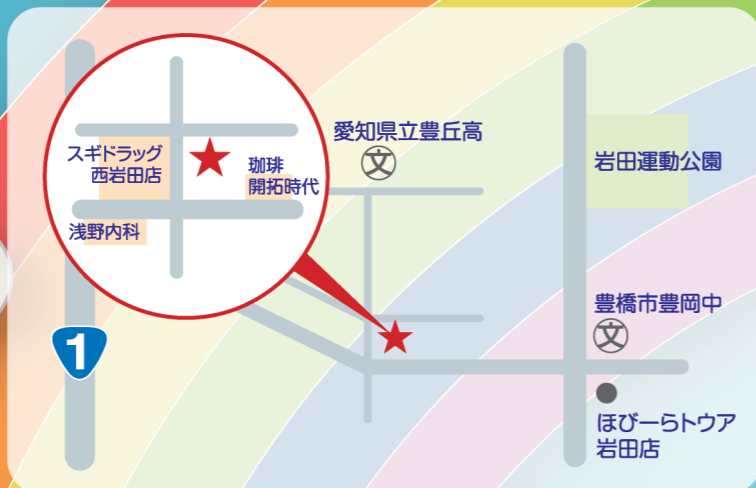 スギドラッグ
西岩田店
珈琲
開拓時代
浅野内科
愛知県立豊丘高
文
岩田運動公園
1
豊橋市豊岡中
文
ほびーらトウア
岩田店